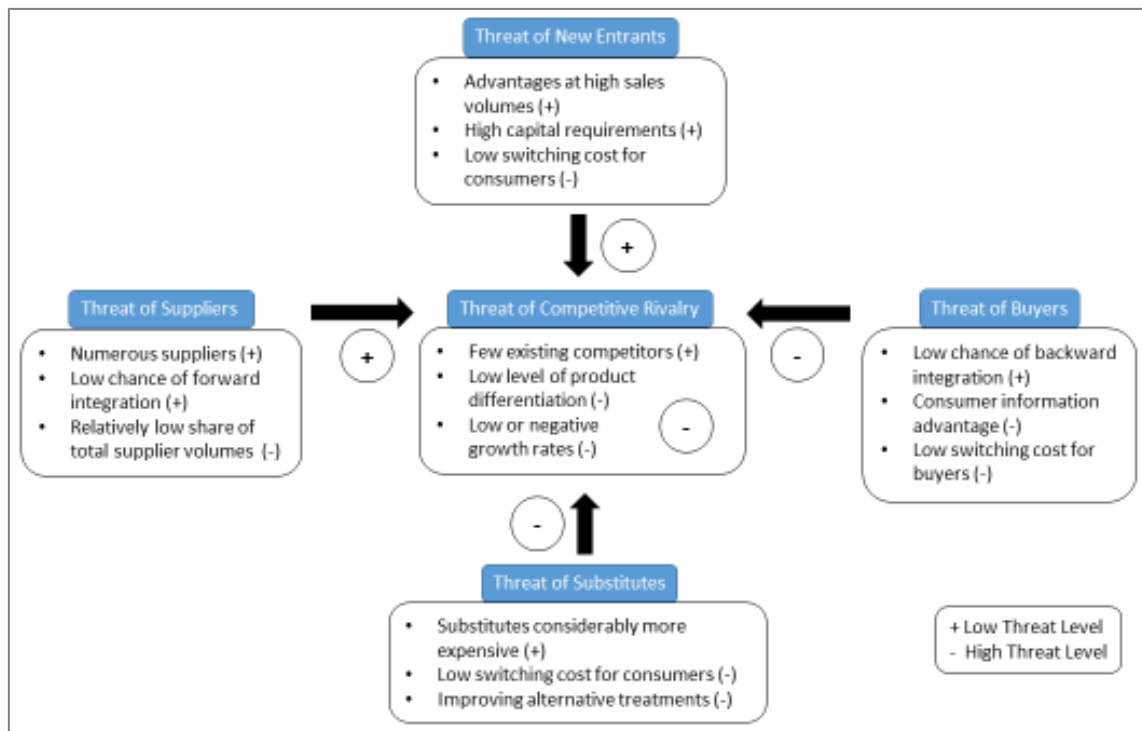 Threat of New Entrants
• Advantages at high sales
volumes (+)
• High capital requirements (+)
• Low switching cost for
consumers (-)
+
Threat of Suppliers
• Numerous suppliers (+)
• Low chance of forward
integration (+)
• Relatively low share of
total supplier volumes (-)
+
Threat of Competitive Rivalry
• Few existing competitors (+)
• Low level of product
differentiation (-)
• Low or negative
growth rates (-)
-
-
Threat of Buyers
• Low chance of backward
integration (+)
• Consumer information
advantage (-)
• Low switching cost for
buyers (-)
-
Threat of Substitutes
• Substitutes considerably more
expensive (+)
• Low switching cost for consumers (-)
• Improving alternative treatments (-)
+ Low Threat Level
- High Threat Level